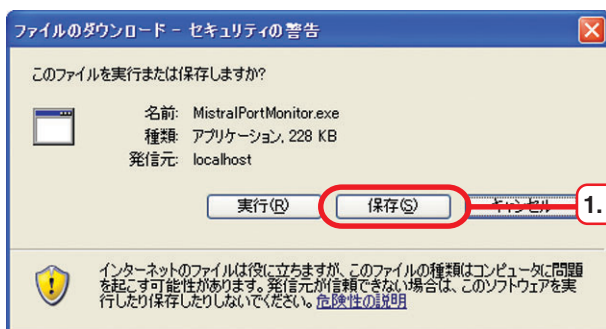 ファイルのダウンロード - セキュリティの警告
このファイルを実行または保存しますか?
名前: MistralPortMonitor.exe
種類: アプリケーション, 228 KB
発信元: localhost
実行(R) 保存(S) キャンセル 1.
インターネットのファイルは役に立ちますが、このファイルの種類はコンピュータに問題
を起こす可能性があります。発信元が信頼できない場合は、このソフトウェアを実
行したり保存したりしないでください。危険性の説明